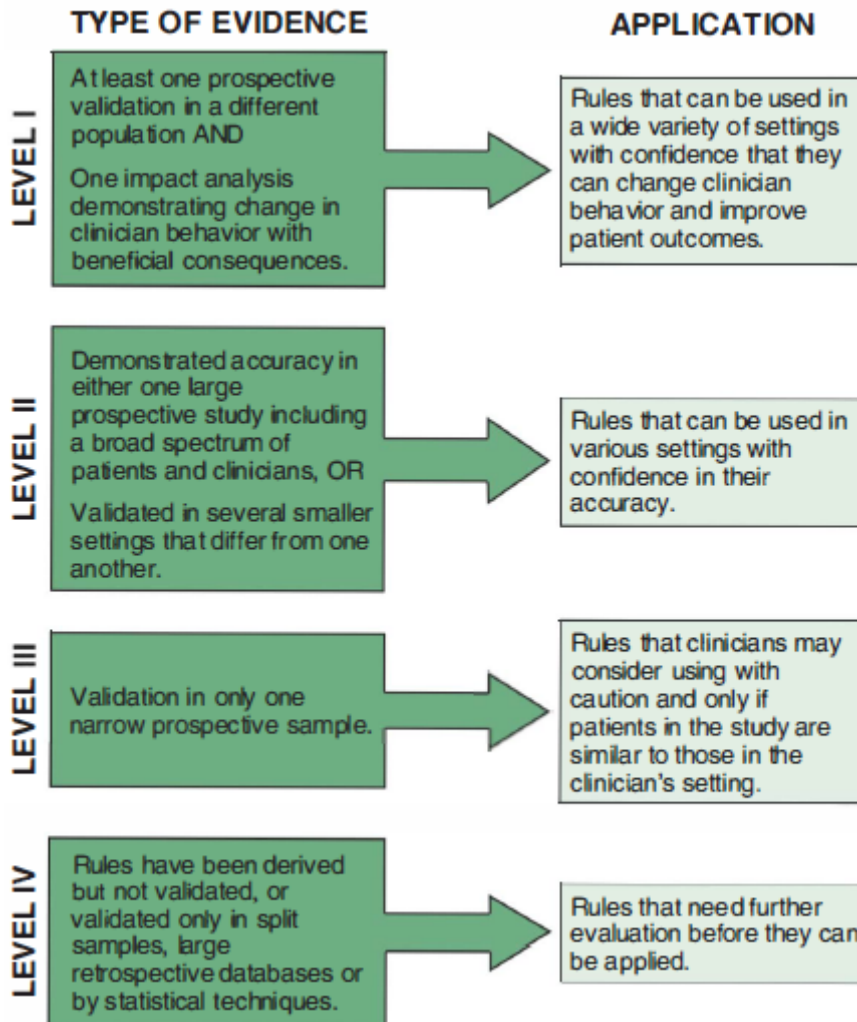 TYPE OF EVIDENCE
APPLICATION
LEVEL I
At least one prospective
validation in a different
population AND
One impact analysis
demonstrating change in
clinician behavior with
beneficial consequences.
Rules that can be used in
a wide variety of settings
with confidence that they
can change clinician
behavior and improve
patient outcomes.
LEVEL II
Demonstrated accuracy in
either one large
prospective study including
a broad spectrum of
patients and clinicians, OR
Validated in several smaller
settings that differ from one
another.
Rules that can be used in
various settings with
confidence in their
accuracy.
LEVEL III
Validation in only one
narrow prospective sample.
Rules that clinicians may
consider using with
caution and only if
patients in the study are
similar to those in the
clinician's setting.
LEVEL IV
Rules have been derived
but not validated, or
validated only in split
samples, large
retrospective databases or
by statistical techniques.
Rules that need further
evaluation before they can
be applied.